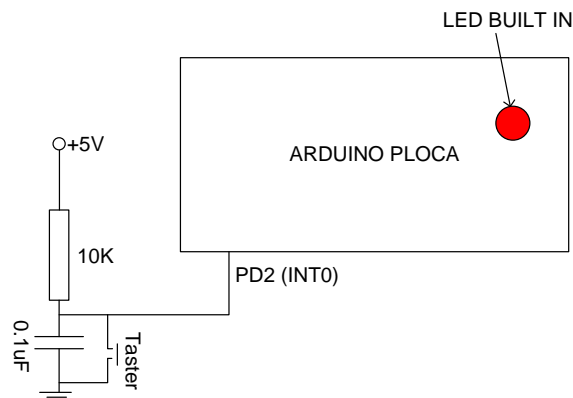 LED BUILT IN
+5V
ARDUINO PLOCA
10K
PD2 (INT0)
0.1uF
Taster